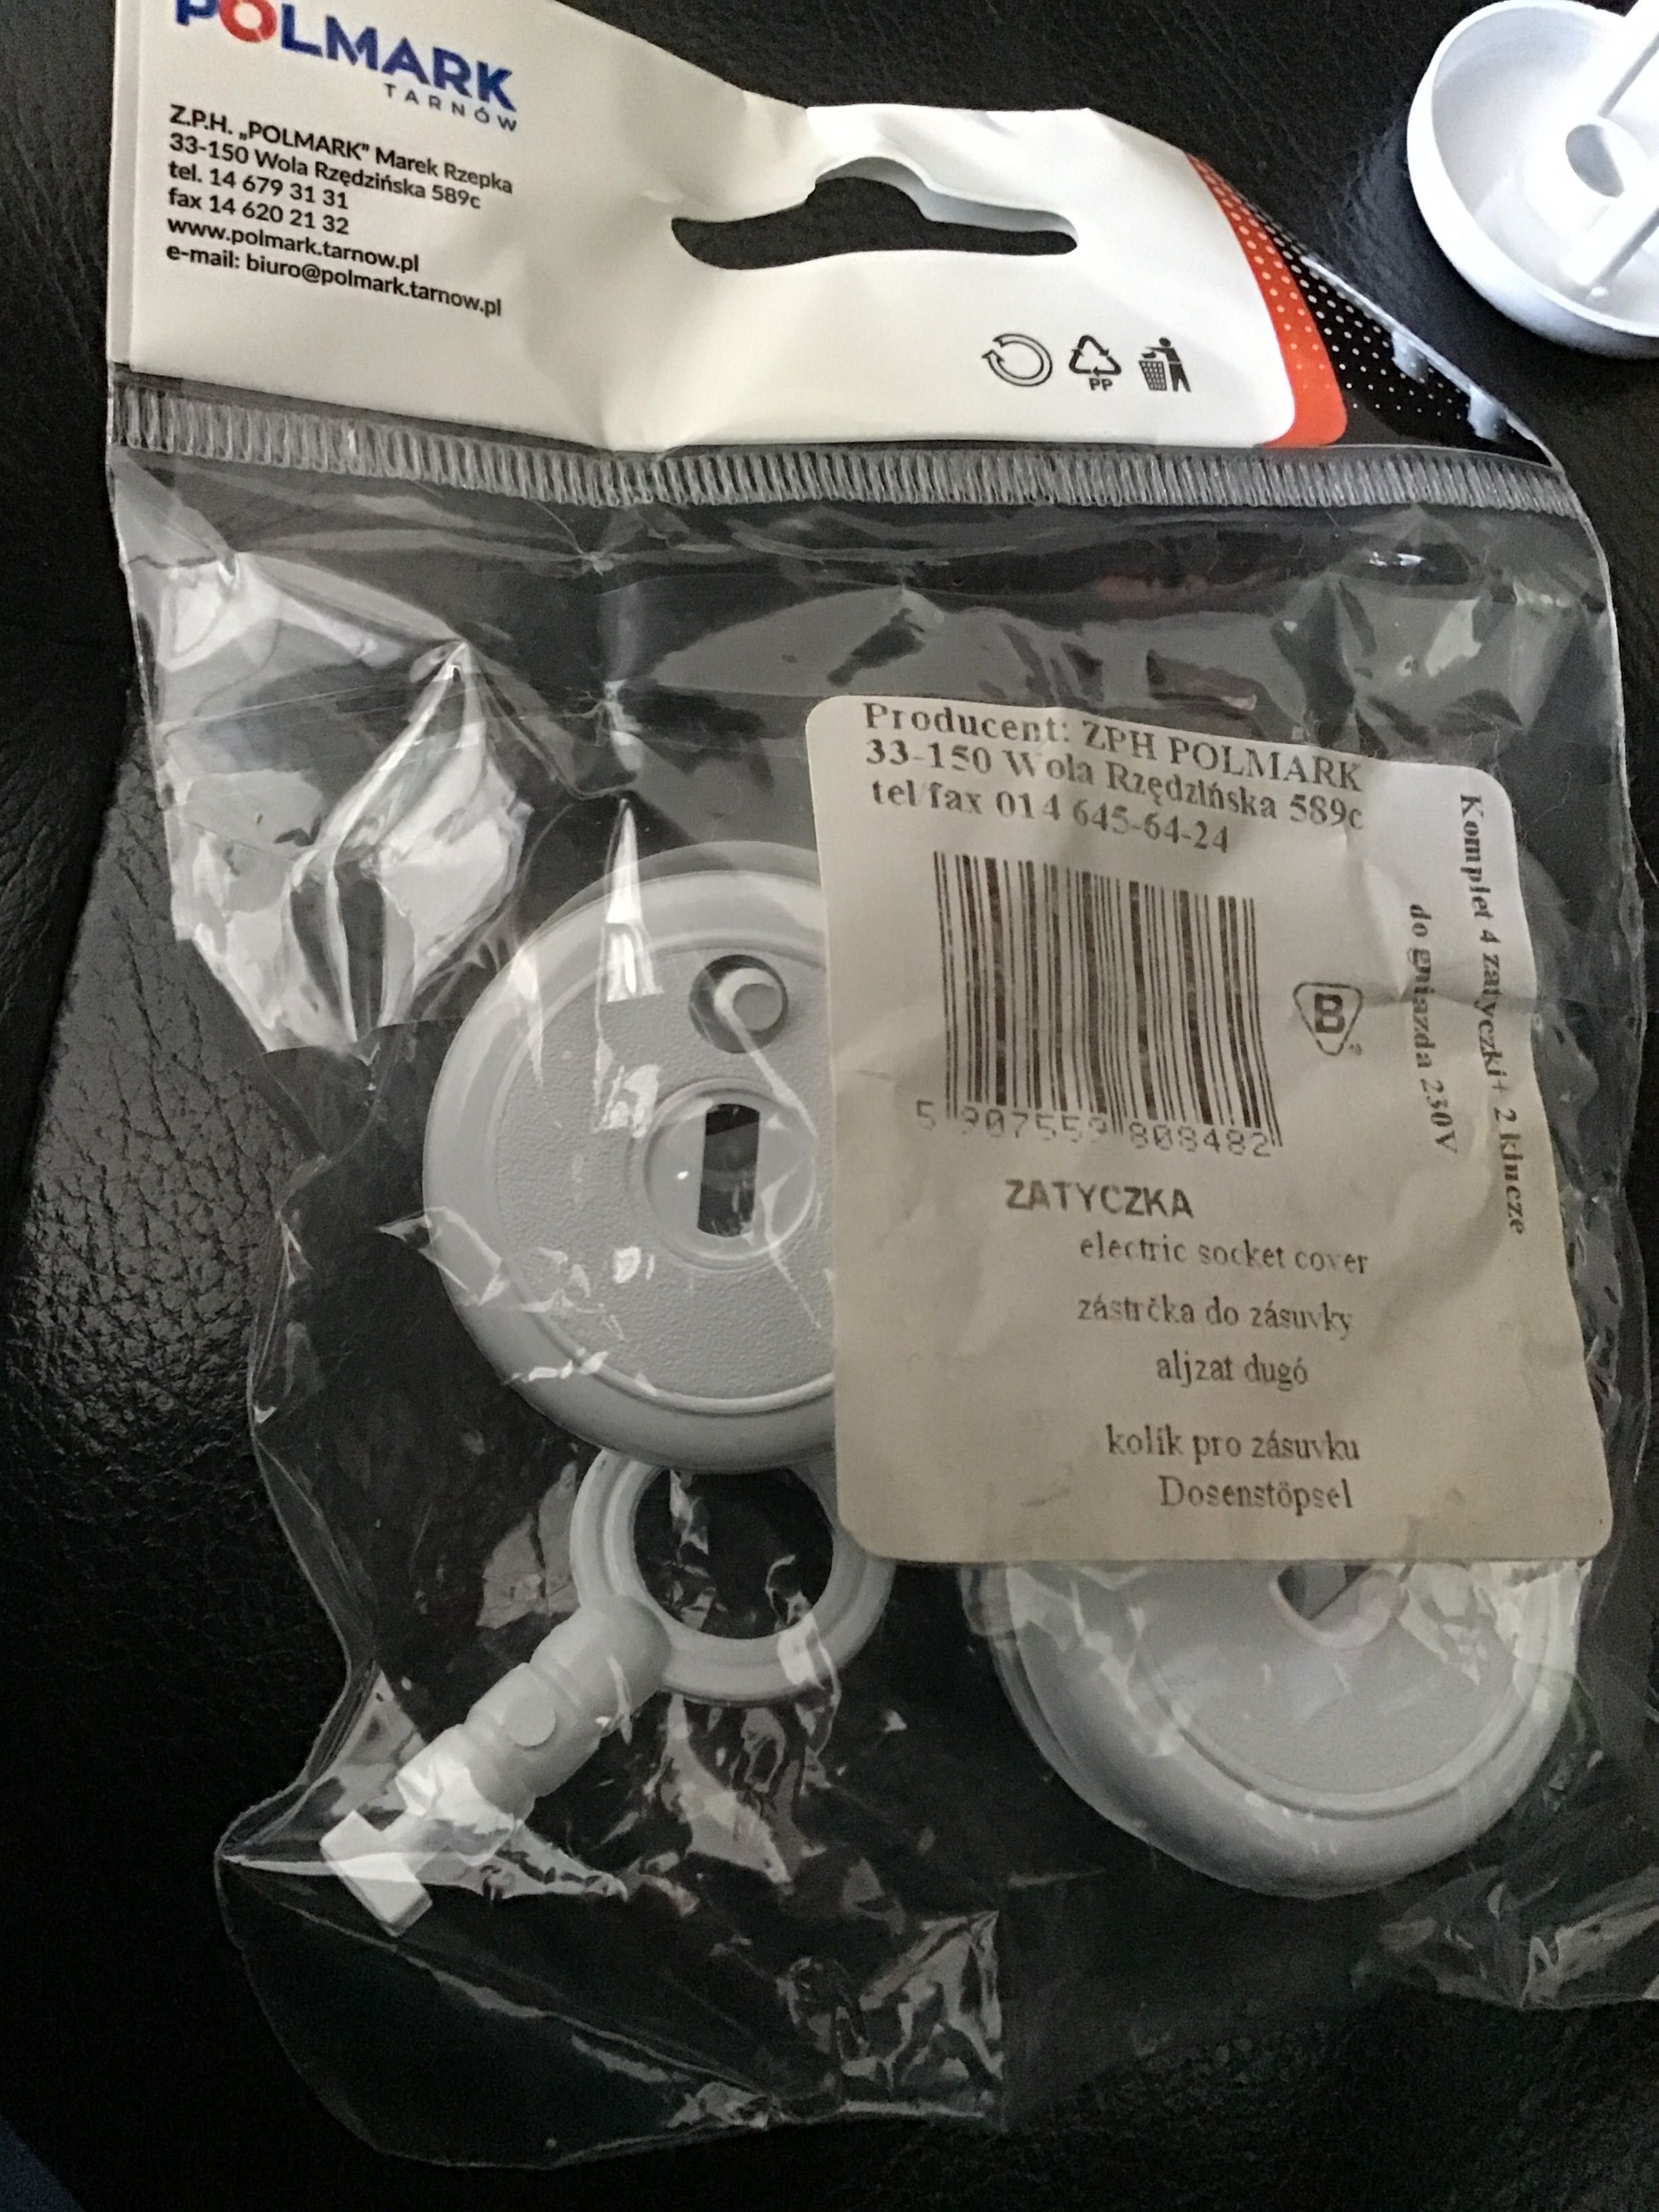 POLMARK
TARNÓW
Z.P.H. „POLMARK" Marek Rzepka
33-150 Wola Rzędzińska 589c
tel. 14 679 31 31
fax 14 620 21 32
www.polmark.tarnow.pl
e-mail: biuro@polmark.tarnow.pl
PP
Producent: ZPH POLMARK
33-150 Wola Rzędzińska 589c
tel/fax 014 645-64-24
Komplet 4 zatyczki+ 2 klucze
do gniazda 230V
B
5 907559 808482
ZATYCZKA
electric socket cover
zástrčka do zásuvky
aljzat dugó
kolík pro zásuvku
Dosenstöpsel